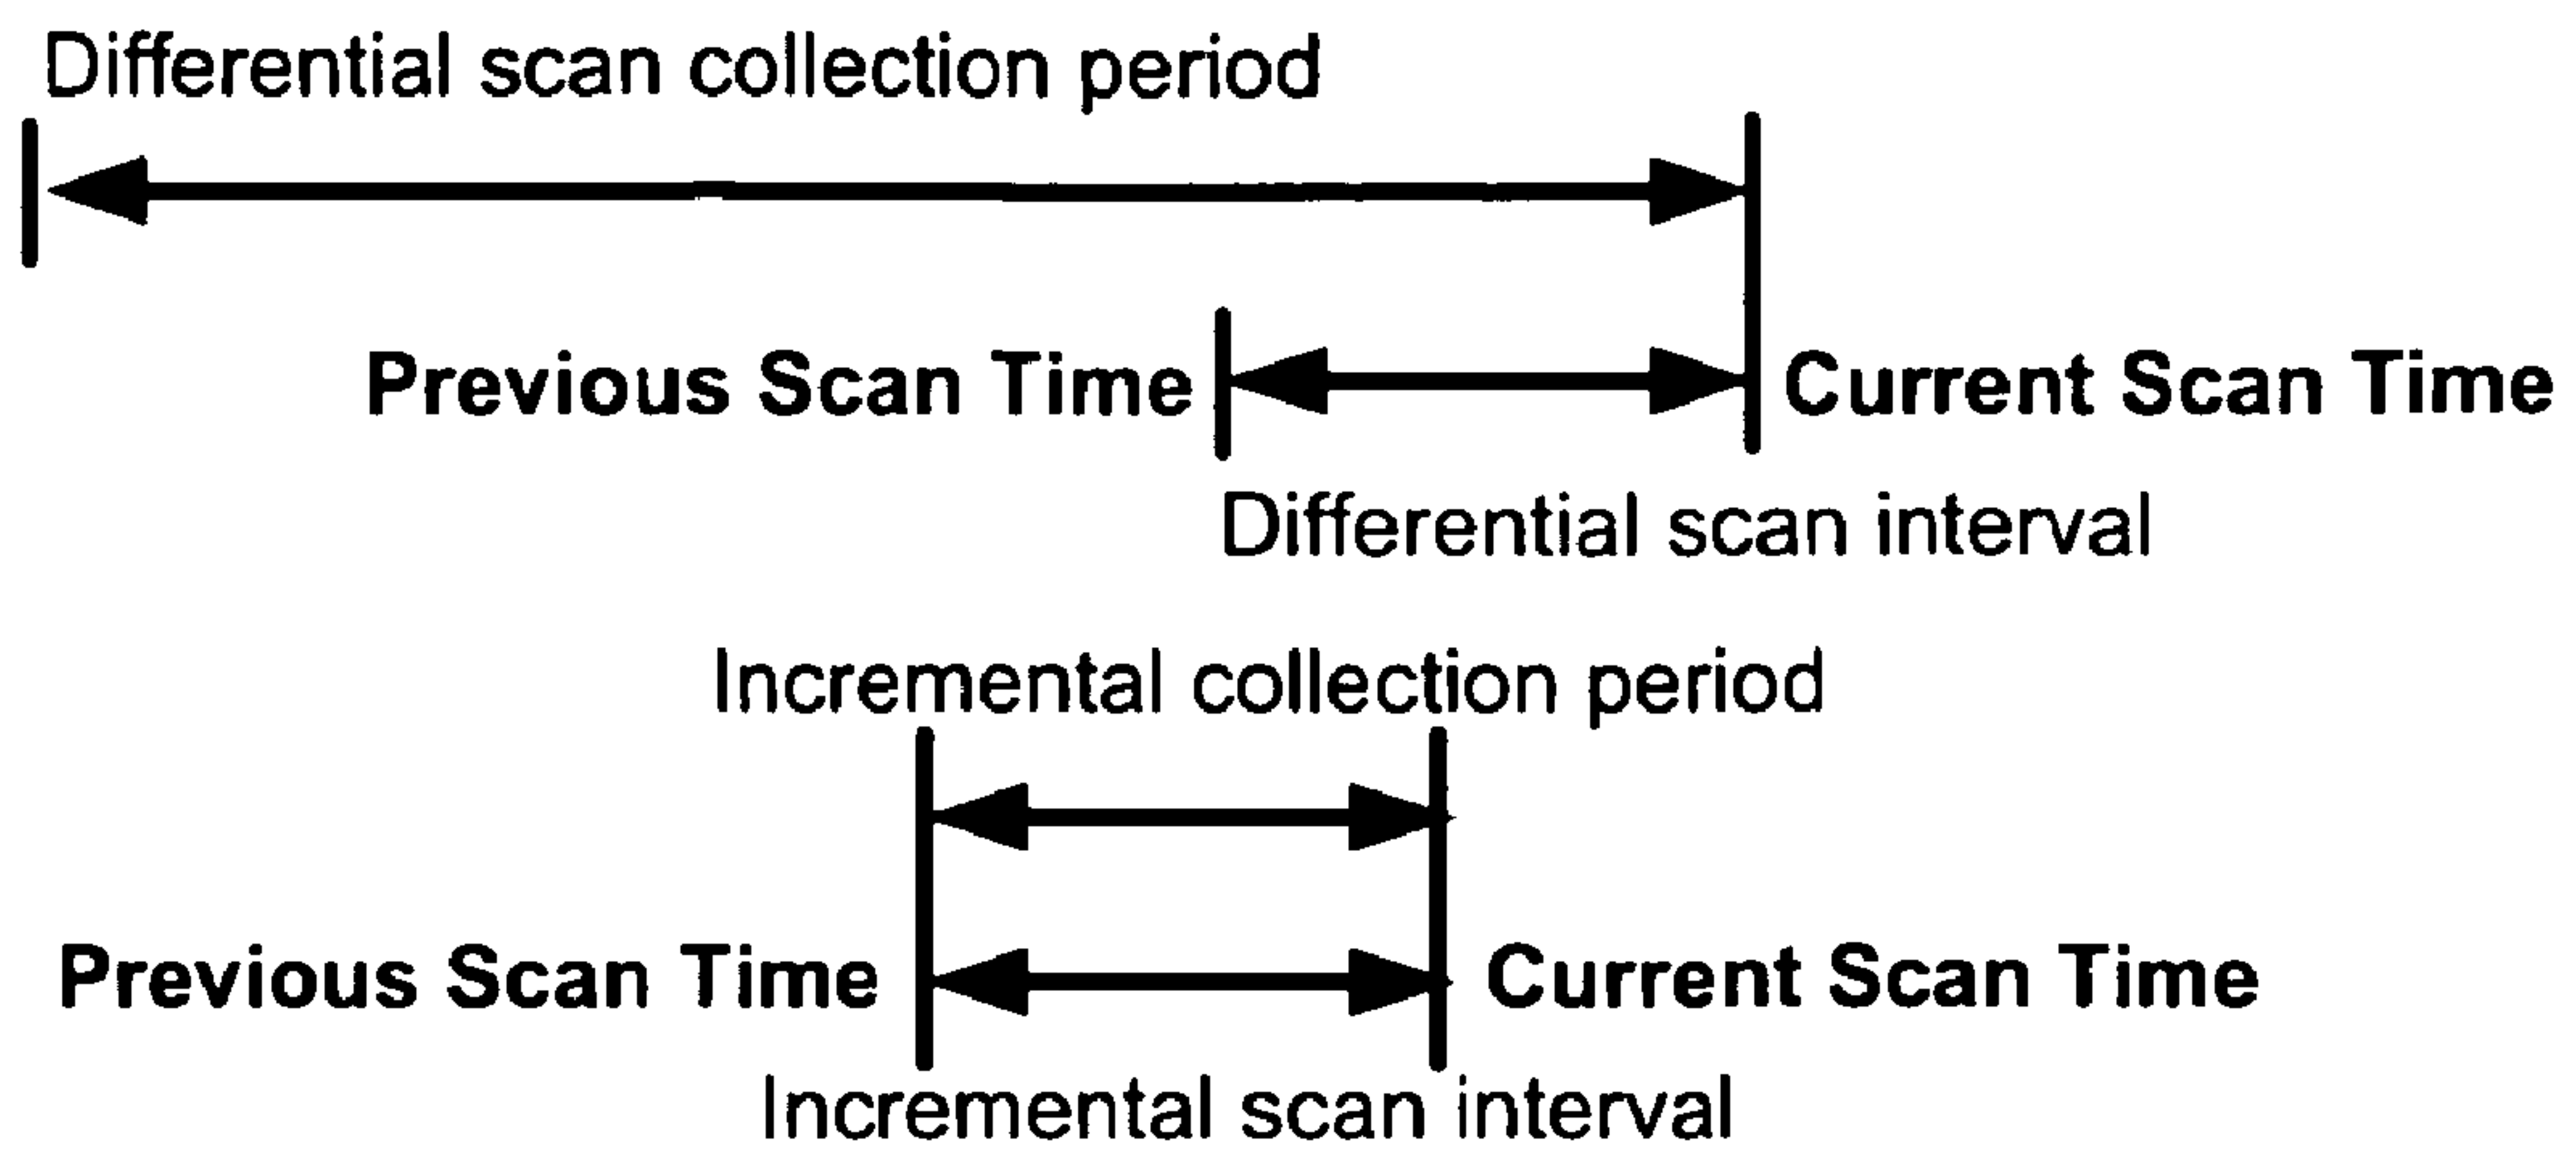 Differential scan collection period
Previous Scan Time
Current Scan Time
Differential scan interval
Incremental collection period
Previous Scan Time
Current Scan Time
Incremental scan interval